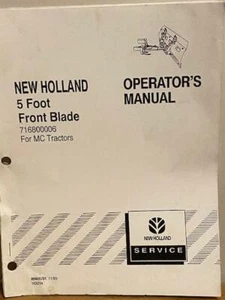 NEW HOLLAND
5 Foot
Front Blade
716800006
For MC Tractors
OPERATOR'S
MANUAL
NEW HOLLAND
SERVICE